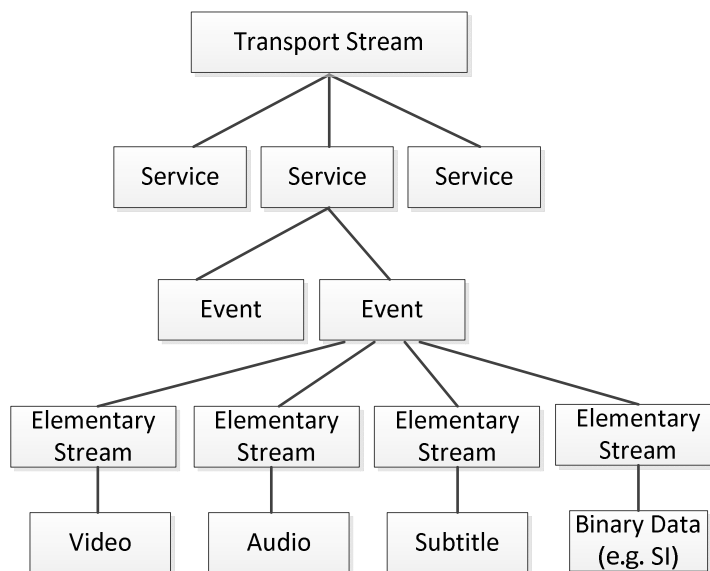 Transport Stream
Service
Service
Service
Event
Event
Elementary
Stream
Elementary
Stream
Elementary
Stream
Elementary
Stream
Video
Audio
Subtitle
Binary Data
(e.g. SI)